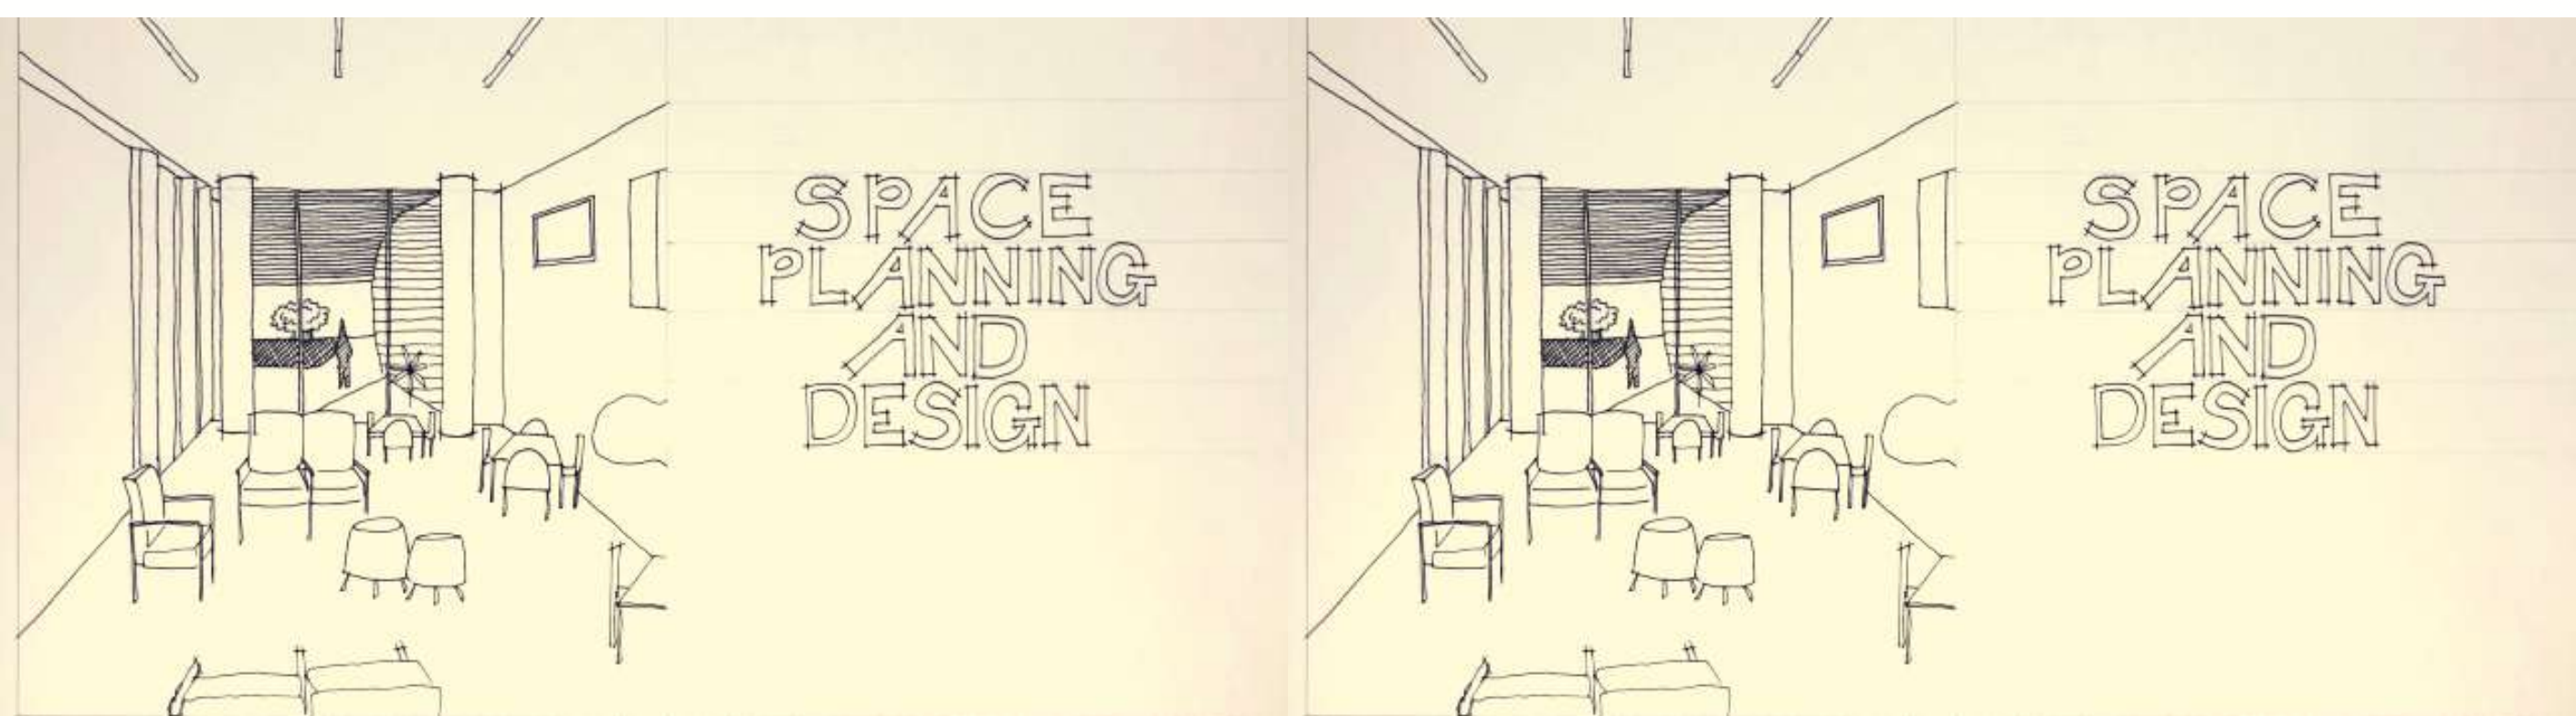 SPACE
PLANNING
AND
DESIGN
SPACE
PLANNING
AND
DESIGN